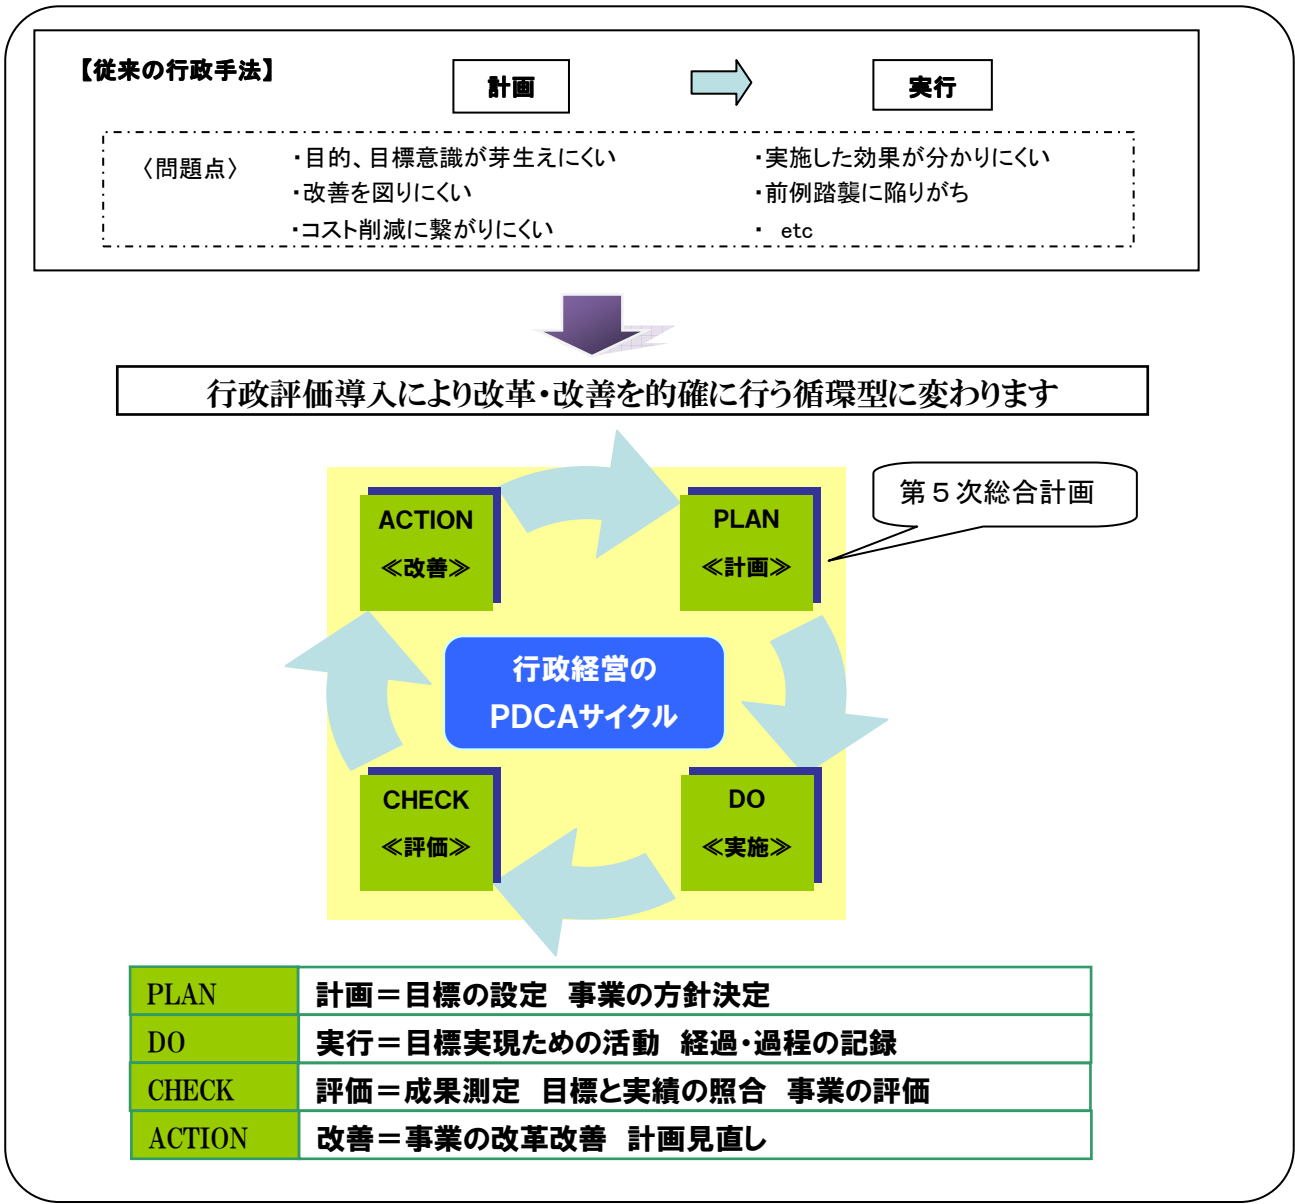 【従来の行政手法】
計画
実行
〈問題点〉
・目的、目標意識が芽生えにくい
・実施した効果が分かりにくい
・改善を図りにくい
・前例踏襲に陥りがち
・コスト削減に繋がりにくい
・ etc
行政評価導入により改革・改善を的確に行う循環型に変わります
第５次総合計画
ACTION
≪改善≫
PLAN
≪計画≫
行政経営の
PDCAサイクル
CHECK
≪評価≫
DO
≪実施≫
PLAN 計画＝目標の設定 事業の方針決定
DO 実行＝目標実現ための活動 経過・過程の記録
CHECK 評価＝成果測定 目標と実績の照合 事業の評価
ACTION 改善＝事業の改革改善 計画見直し